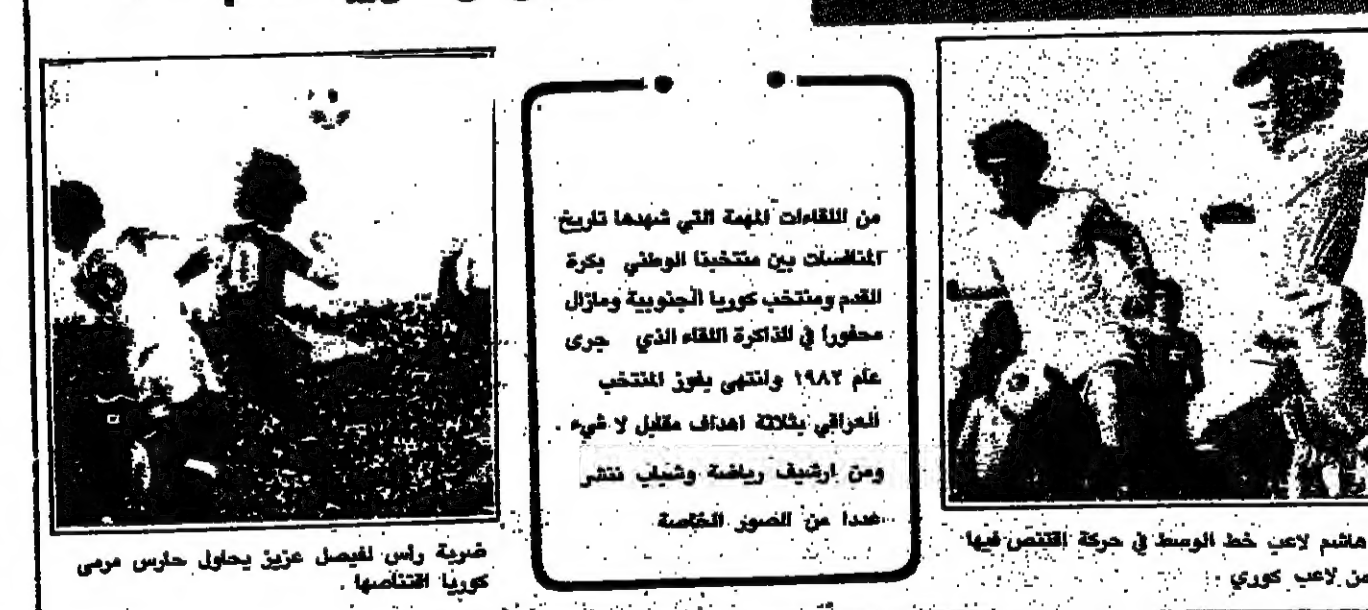 من اللقاءات المهمة التي شهدها تاريخ
المنافسات بين منتخبنا الوطني بكرة
القدم ومنتخب كوريا الجنوبية ومازال
محفورا في الذاكرة اللقاء الذي جرى
عام ١٩٨٢ وانتهى بفوز المنتخب
العراقي بثلاثة اهداف مقابل لا شيء .
ومن ارشيف رياضة وشباب ننشر
عددا من الصور الخاصة
هاشم لاعب خط الوسط في حركة اقتنص فيها
من لاعب كوري .
ضربة رأس لفيصل عزيز يحاول حارس مرمى
كوريا اقتناصها .